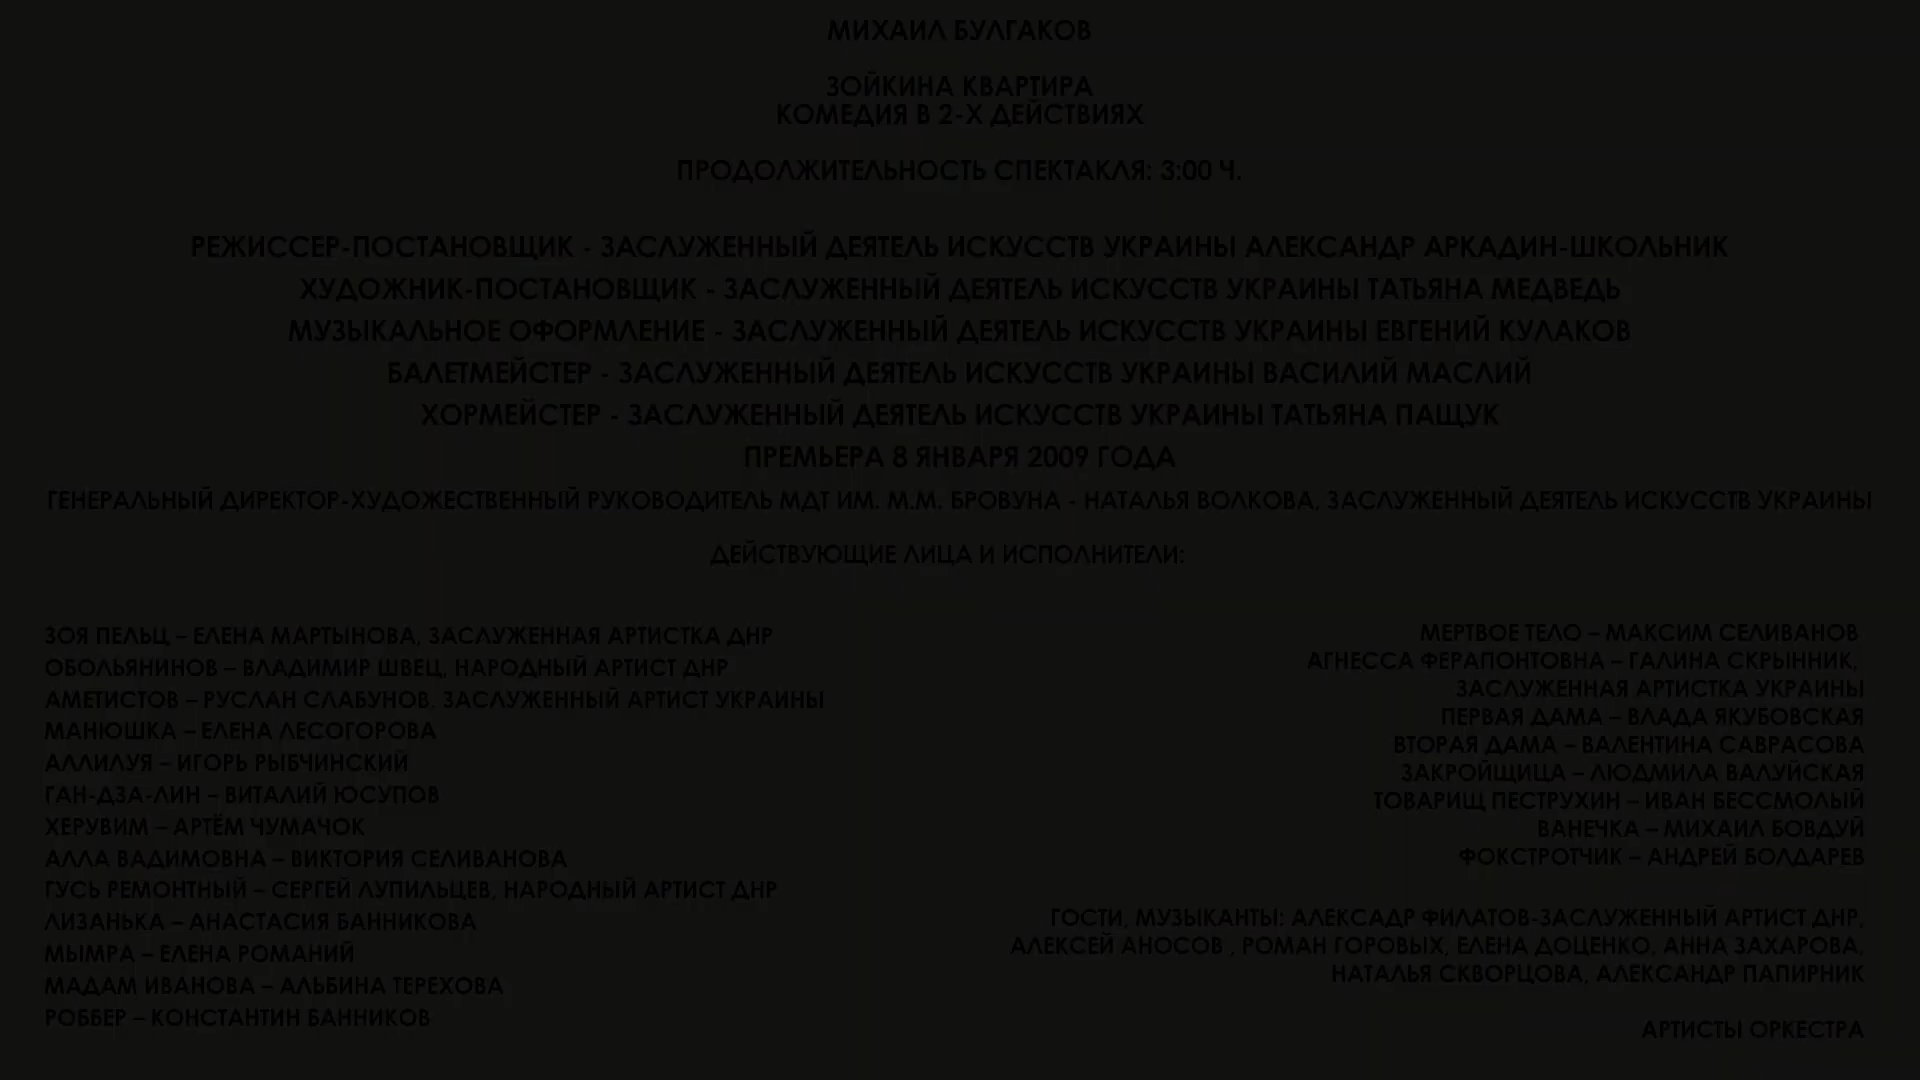 МИХАИЛ БУЛГАКОВ
ЗОЙКИНА КВАРТИРА
КОМЕДИЯ В 2-Х ДЕЙСТВИЯХ
ПРОДОЛЖИТЕЛЬНОСТЬ СПЕКТАКЛЯ: 3:00 Ч.
РЕЖИССЕР-ПОСТАНОВЩИК - ЗАСЛУЖЕННЫЙ ДЕЯТЕЛЬ ИСКУССТВ УКРАИНЫ АЛЕКСАНДР АРКАДИН-ШКОЛЬНИК
ХУДОЖНИК-ПОСТАНОВЩИК - ЗАСЛУЖЕННЫЙ ДЕЯТЕЛЬ ИСКУССТВ УКРАИНЫ ТАТЬЯНА МЕДВЕДЬ
МУЗЫКАЛЬНОЕ ОФОРМЛЕНИЕ - ЗАСЛУЖЕННЫЙ ДЕЯТЕЛЬ ИСКУССТВ УКРАИНЫ ЕВГЕНИЙ КУЛАКОВ
БАЛЕТМЕЙСТЕР - ЗАСЛУЖЕННЫЙ ДЕЯТЕЛЬ ИСКУССТВ УКРАИНЫ ВАСИЛИЙ МАСЛИЙ
ХОРМЕЙСТЕР - ЗАСЛУЖЕННЫЙ ДЕЯТЕЛЬ ИСКУССТВ УКРАИНЫ ТАТЬЯНА ПАЩУК
ПРЕМЬЕРА 8 ЯНВАРЯ 2009 ГОДА
ГЕНЕРАЛЬНЫЙ ДИРЕКТОР-ХУДОЖЕСТВЕННЫЙ РУКОВОДИТЕЛЬ МДТ ИМ. М.М. БРОВУНА - НАТАЛЬЯ ВОЛКОВА, ЗАСЛУЖЕННЫЙ ДЕЯТЕЛЬ ИСКУССТВ УКРАИНЫ
ДЕЙСТВУЮЩИЕ ЛИЦА И ИСПОЛНИТЕЛИ:
ЗОЯ ПЕЛЬЦ – ЕЛЕНА МАРТЫНОВА, ЗАСЛУЖЕННАЯ АРТИСТКА ДНР
ОБОЛЬЯНИНОВ – ВЛАДИМИР ШВЕЦ, НАРОДНЫЙ АРТИСТ ДНР
АМЕТИСТОВ – РУСЛАН СЛАБУНОВ. ЗАСЛУЖЕННЫЙ АРТИСТ УКРАИНЫ
МАНЮШКА – ЕЛЕНА ЛЕСОГОРОВА
АЛЛИЛУЯ – ИГОРЬ РЫБЧИНСКИЙ
ГАН-ДЗА-ЛИН – ВИТАЛИЙ ЮСУПОВ
ХЕРУВИМ – АРТЁМ ЧУМАЧОК
АЛЛА ВАДИМОВНА – ВИКТОРИЯ СЕЛИВАНОВА
ГУСЬ РЕМОНТНЫЙ – СЕРГЕЙ ЛУПИЛЬЦЕВ, НАРОДНЫЙ АРТИСТ ДНР
ЛИЗАНЬКА – АНАСТАСИЯ БАННИКОВА
МЫМРА – ЕЛЕНА РОМАНИЙ
МАДАМ ИВАНОВА – АЛЬБИНА ТЕРЕХОВА
РОББЕР – КОНСТАНТИН БАННИКОВ
МЕРТВОЕ ТЕЛО – МАКСИМ СЕЛИВАНОВ
АГНЕССА ФЕРАПОНТОВНА – ГАЛИНА СКРЫННИК,
ЗАСЛУЖЕННАЯ АРТИСТКА УКРАИНЫ
ПЕРВАЯ ДАМА – ВЛАДА ЯКУБОВСКАЯ
ВТОРАЯ ДАМА – ВАЛЕНТИНА САВРАСОВА
ЗАКРОЙЩИЦА – ЛЮДМИЛА ВАЛУЙСКАЯ
ТОВАРИЩ ПЕСТРУХИН – ИВАН БЕССМОЛЫЙ
ВАНЕЧКА – МИХАИЛ БОВДУЙ
ФОКСТРОТЧИК – АНДРЕЙ БОЛДАРЕВ
ГОСТИ, МУЗЫКАНТЫ: АЛЕКСАДР ФИЛАТОВ-ЗАСЛУЖЕННЫЙ АРТИСТ ДНР,
АЛЕКСЕЙ АНОСОВ , РОМАН ГОРОВЫХ, ЕЛЕНА ДОЦЕНКО, АННА ЗАХАРОВА,
НАТАЛЬЯ СКВОРЦОВА, АЛЕКСАНДР ПАПИРНИК
АРТИСТЫ ОРКЕСТРА